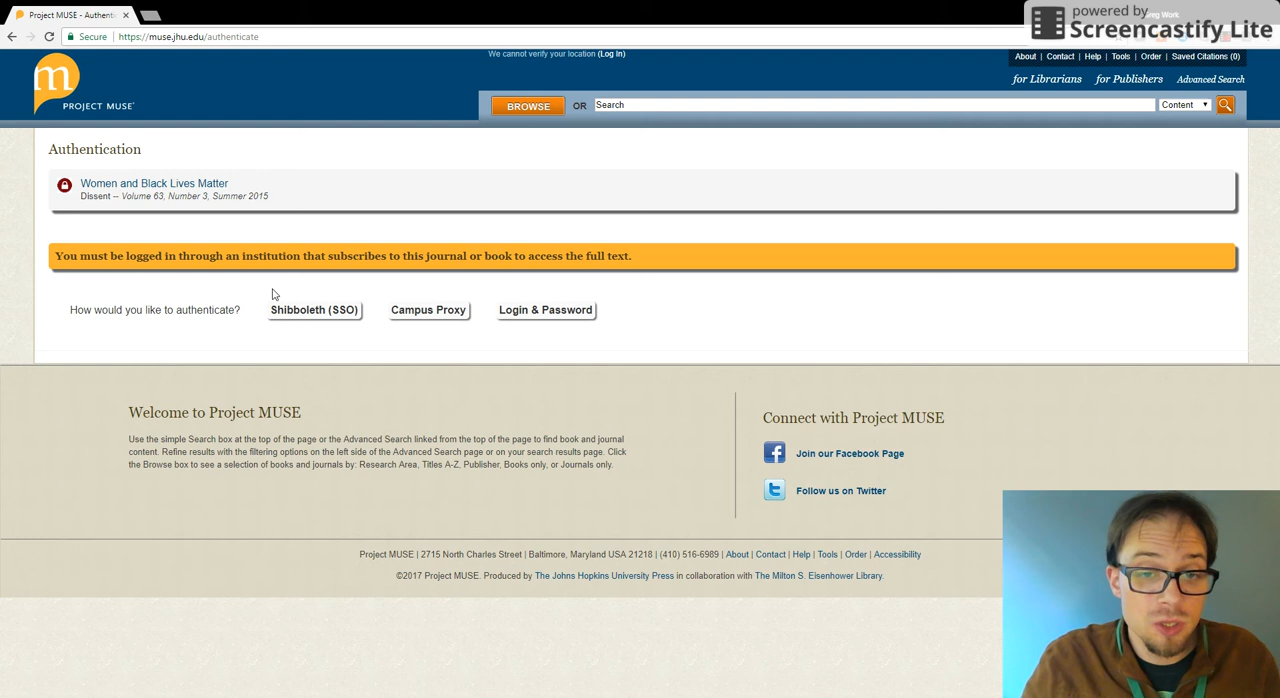 Project MUSE - Authenti
powered by
Screencastify Lite
Greg Work
Secure
https://muse.jhu.edu/authenticate
We cannot verify your location (Log In)
About | Contact | Help | Tools | Order | Saved Citations (0)
for Librarians for Publishers Advanced Search
m
PROJECT MUSE
BROWSE OR Search Content
Authentication
Women and Black Lives Matter
Dissent -- Volume 63, Number 3, Summer 2015
You must be logged in through an institution that subscribes to this journal or book to access the full text.
How would you like to authenticate? Shibboleth (SSO) Campus Proxy Login & Password
Welcome to Project MUSE
Use the simple Search box at the top of the page or the Advanced Search linked from the top of the page to find book and journal
content. Refine results with the filtering options on the left side of the Advanced Search page or on your search results page. Click
the Browse box to see a selection of books and journals by: Research Area, Titles A-Z, Publisher, Books only, or Journals only.
Connect with Project MUSE
Join our Facebook Page
Follow us on Twitter
Project MUSE | 2715 North Charles Street | Baltimore, Maryland USA 21218 | (410) 516-6989 | About | Contact | Help | Tools | Order | Accessibility
©2017 Project MUSE. Produced by The Johns Hopkins University Press in collaboration with The Milton S. Eisenhower Library.